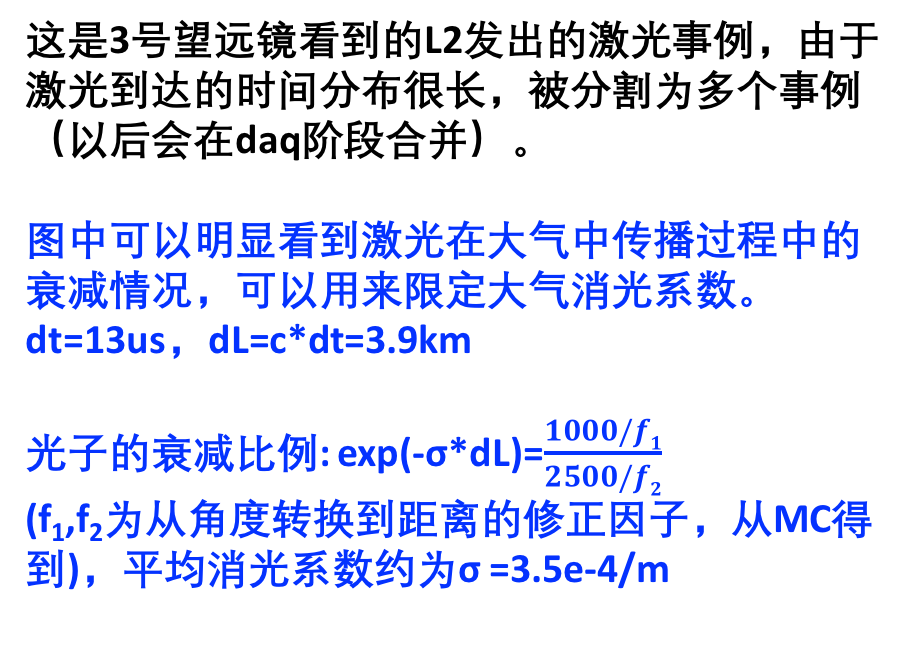 这是3号望远镜看到的L2发出的激光事例，由于
激光到达的时间分布很长，被分割为多个事例
（以后会在daq阶段合并）。
图中可以明显看到激光在大气中传播过程中的
衰减情况，可以用来限定大气消光系数。
dt=13us，dL=c*dt=3.9km
光子的衰减比例: exp(-σ*dL)=\frac{1000/f_1}{2500/f_2}
(f₁,f₂为从角度转换到距离的修正因子，从MC得
到)，平均消光系数约为σ =3.5e-4/m